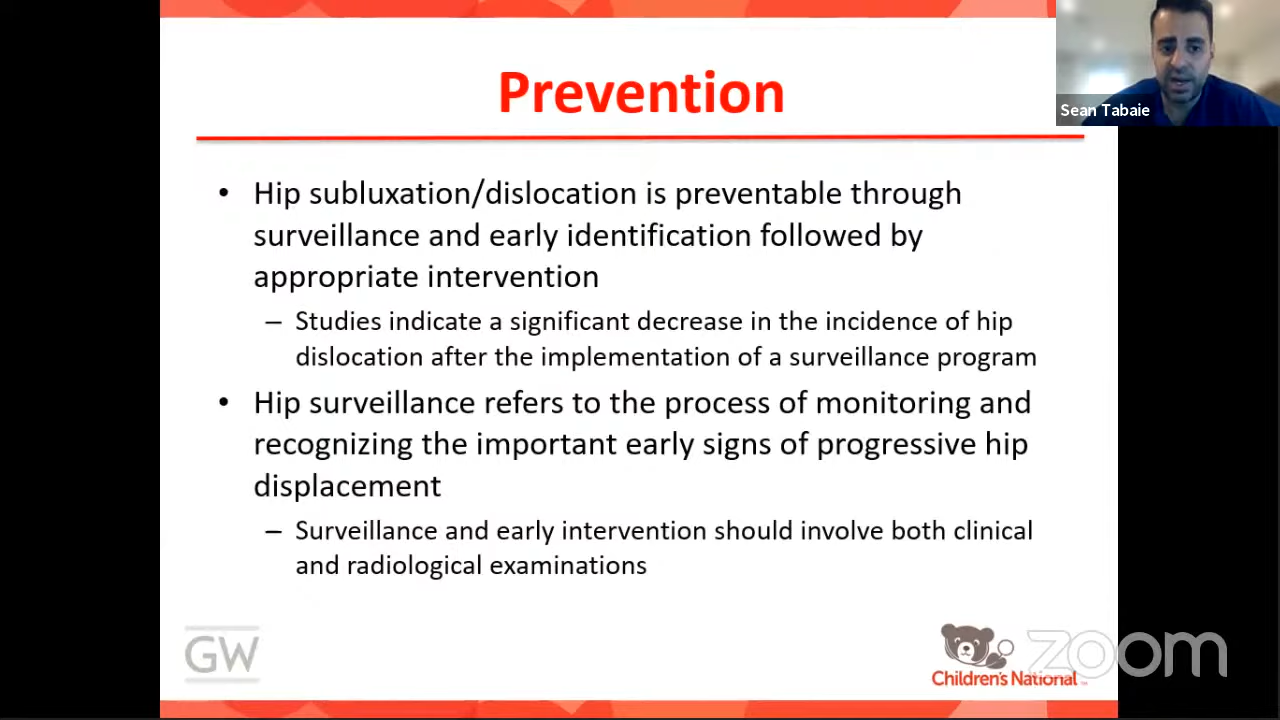 Prevention
Sean Tabaie
• Hip subluxation/dislocation is preventable through
surveillance and early identification followed by
appropriate intervention
– Studies indicate a significant decrease in the incidence of hip
dislocation after the implementation of a surveillance program
• Hip surveillance refers to the process of monitoring and
recognizing the important early signs of progressive hip
displacement
– Surveillance and early intervention should involve both clinical
and radiological examinations
GW
Children's National
zoom